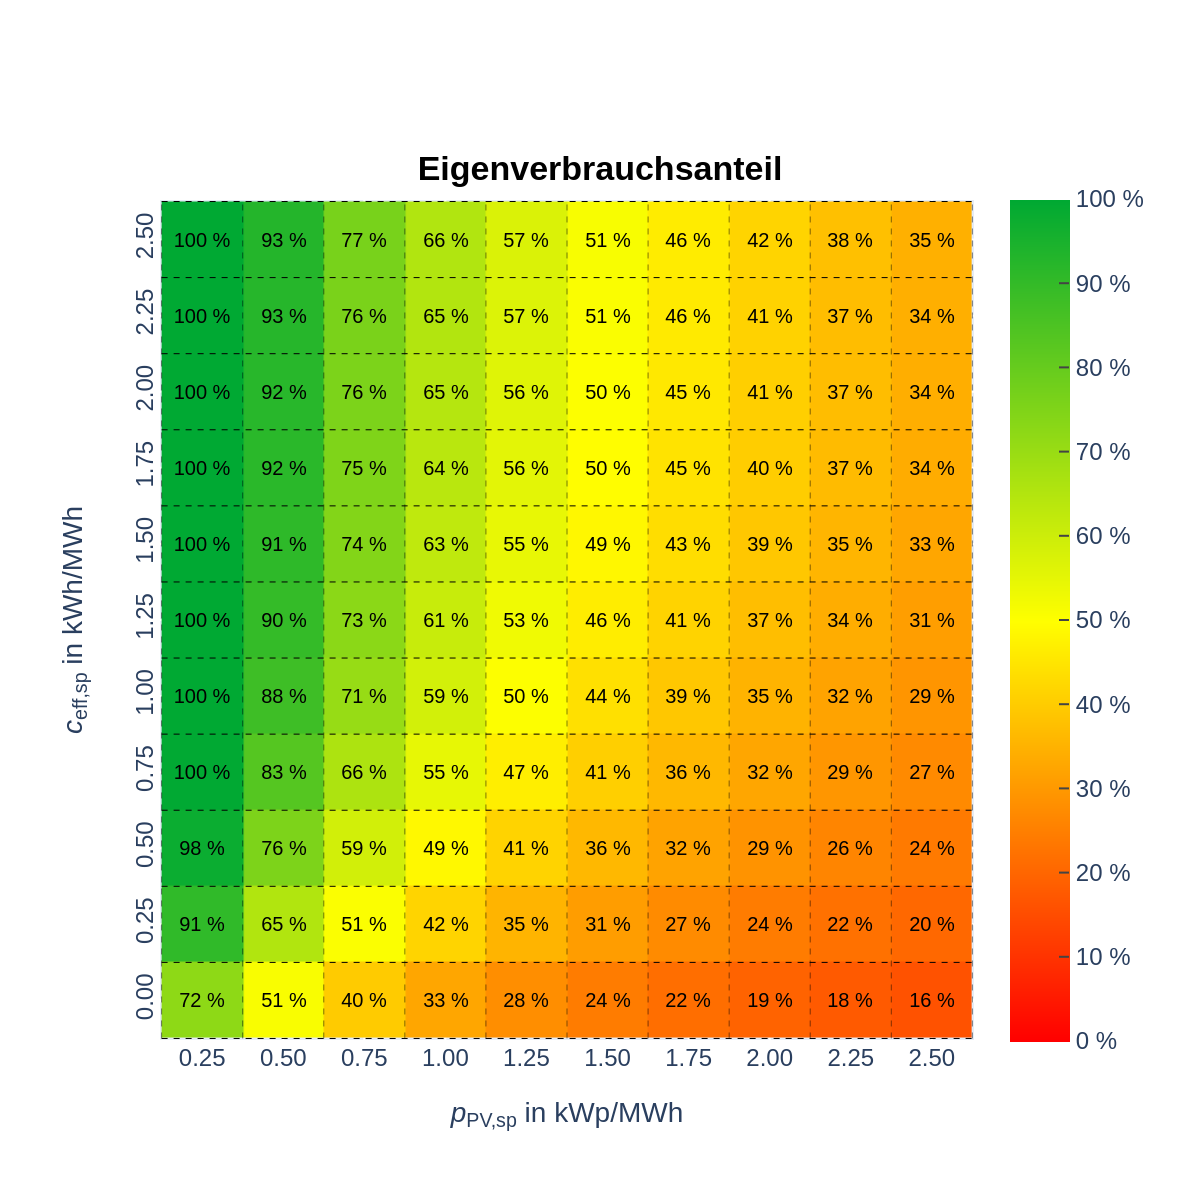 Eigenverbrauchsanteil
2.50 100 % 93 % 77 % 66 % 57 % 51 % 46 % 42 % 38 % 35 %
2.25 100 % 93 % 76 % 65 % 57 % 51 % 46 % 41 % 37 % 34 %
2.00 100 % 92 % 76 % 65 % 56 % 50 % 45 % 41 % 37 % 34 %
1.75 100 % 92 % 75 % 64 % 56 % 50 % 45 % 40 % 37 % 34 %
1.50 100 % 91 % 74 % 63 % 55 % 49 % 43 % 39 % 35 % 33 %
1.25 100 % 90 % 73 % 61 % 53 % 46 % 41 % 37 % 34 % 31 %
1.00 100 % 88 % 71 % 59 % 50 % 44 % 39 % 35 % 32 % 29 %
0.75 100 % 83 % 66 % 55 % 47 % 41 % 36 % 32 % 29 % 27 %
0.50 98 % 76 % 59 % 49 % 41 % 36 % 32 % 29 % 26 % 24 %
0.25 91 % 65 % 51 % 42 % 35 % 31 % 27 % 24 % 22 % 20 %
0.00 72 % 51 % 40 % 33 % 28 % 24 % 22 % 19 % 18 % 16 %
0.25 0.50 0.75 1.00 1.25 1.50 1.75 2.00 2.25 2.50
pPV,sp in kWp/MWh
ceff,sp in kWh/MWh
100 %
90 %
80 %
70 %
60 %
50 %
40 %
30 %
20 %
10 %
0 %